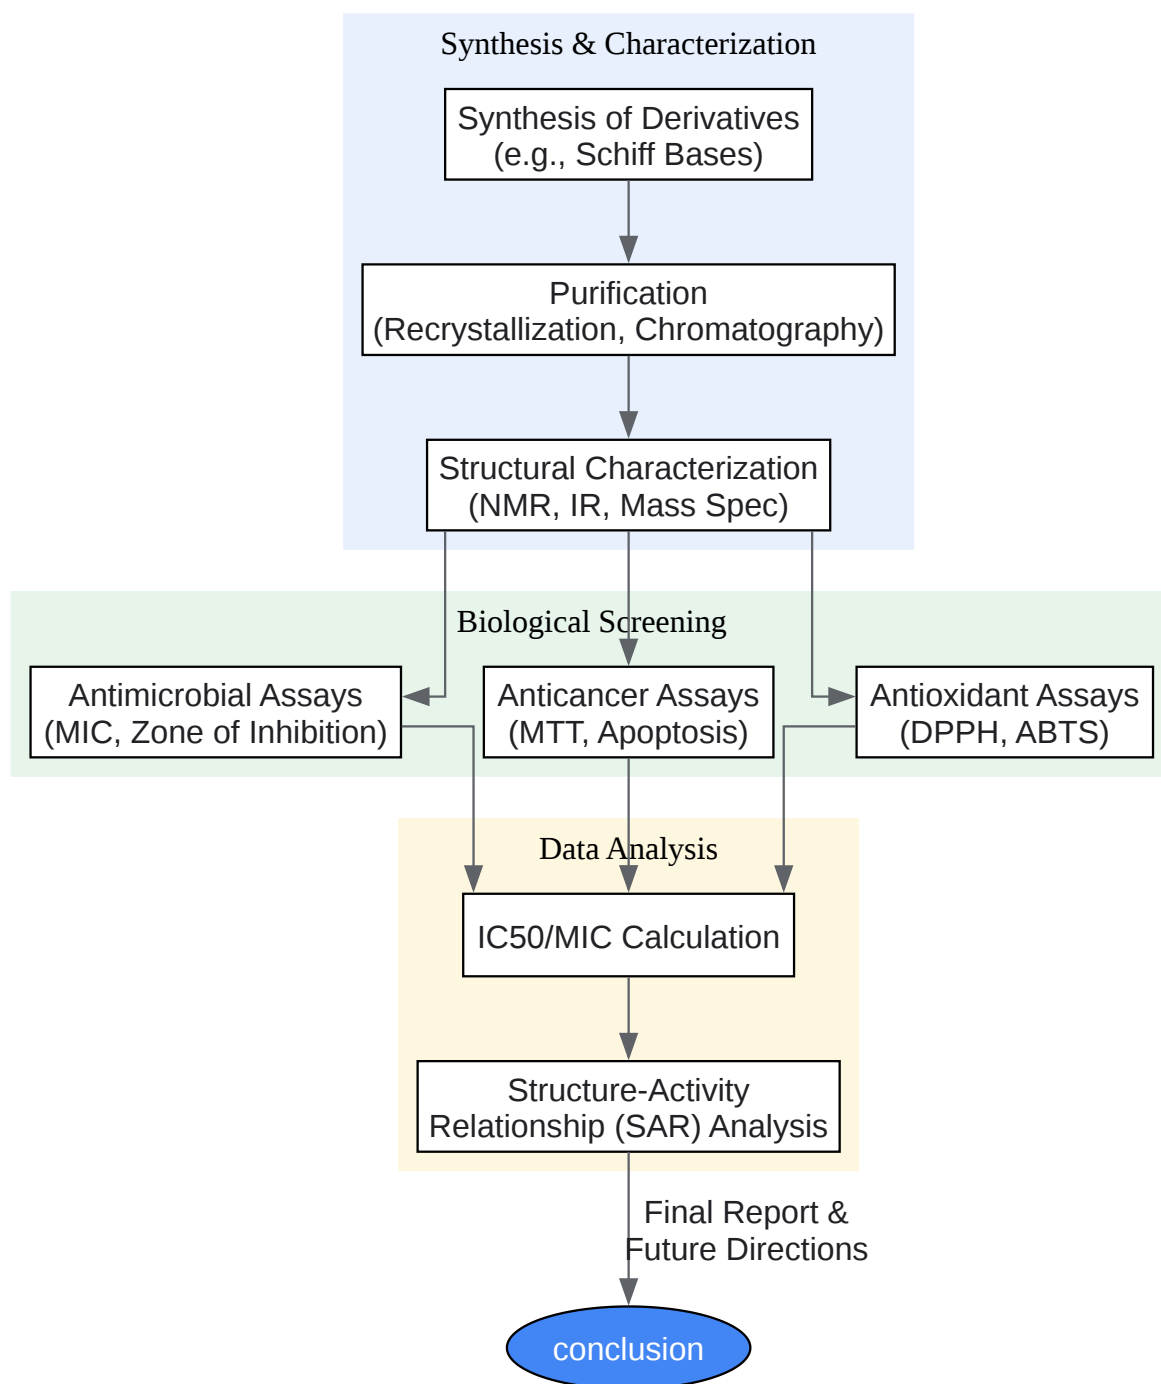 Synthesis & Characterization
Synthesis of Derivatives
(e.g., Schiff Bases)
Purification
(Recrystallization, Chromatography)
Structural Characterization
(NMR, IR, Mass Spec)
Biological Screening
Antimicrobial Assays
(MIC, Zone of Inhibition)
Anticancer Assays
(MTT, Apoptosis)
Antioxidant Assays
(DPPH, ABTS)
Data Analysis
IC50/MIC Calculation
Structure-Activity
Relationship (SAR) Analysis
Final Report &
Future Directions
conclusion